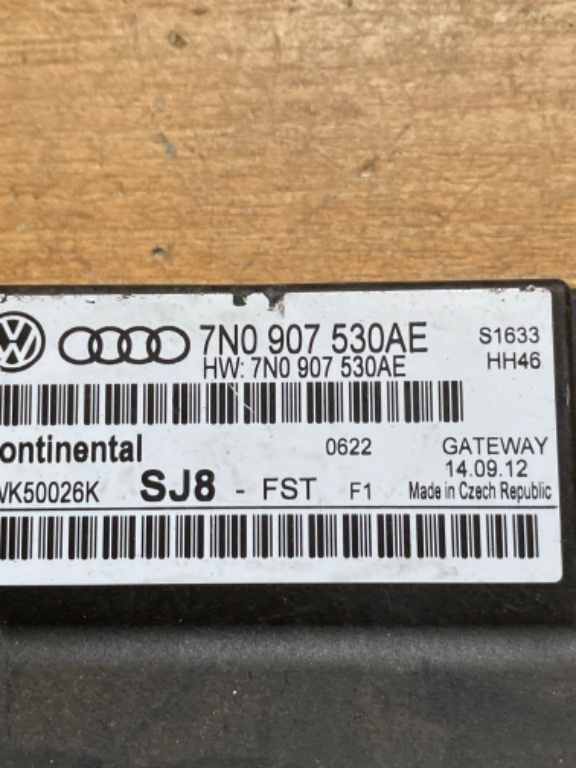 7N0 907 530AE S1633
HW: 7N0 907 530AE HH46
ontinental 0622 GATEWAY
14.09.12
VK50026K SJ8 - FST F1 Made in Czech Republic